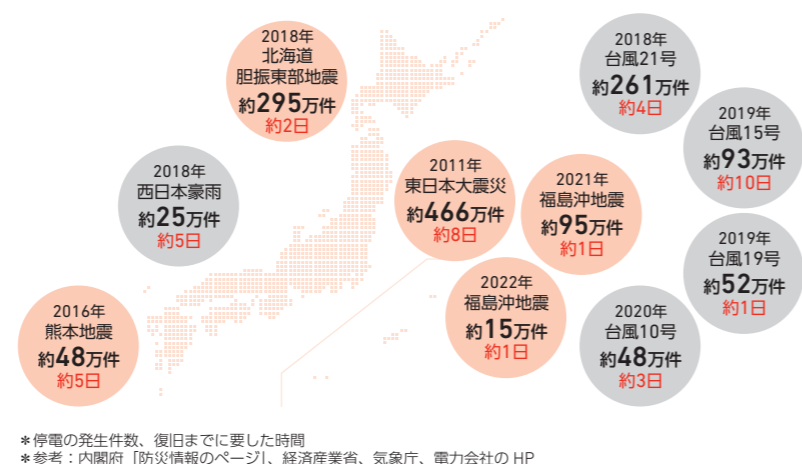 2018年
北海道
胆振東部地震
約295万件
約2日
2018年
台風21号
約261万件
約4日
2019年
台風15号
約93万件
約10日
2018年
西日本豪雨
約25万件
約5日
2011年
東日本大震災
約466万件
約8日
2021年
福島沖地震
約95万件
約1日
2019年
台風19号
約52万件
約1日
2016年
熊本地震
約48万件
約5日
2022年
福島沖地震
約15万件
約1日
2020年
台風10号
約48万件
約3日
＊停電の発生件数、復旧までに要した時間
＊参考：内閣府「防災情報のページ」、経済産業省、気象庁、電力会社の HP